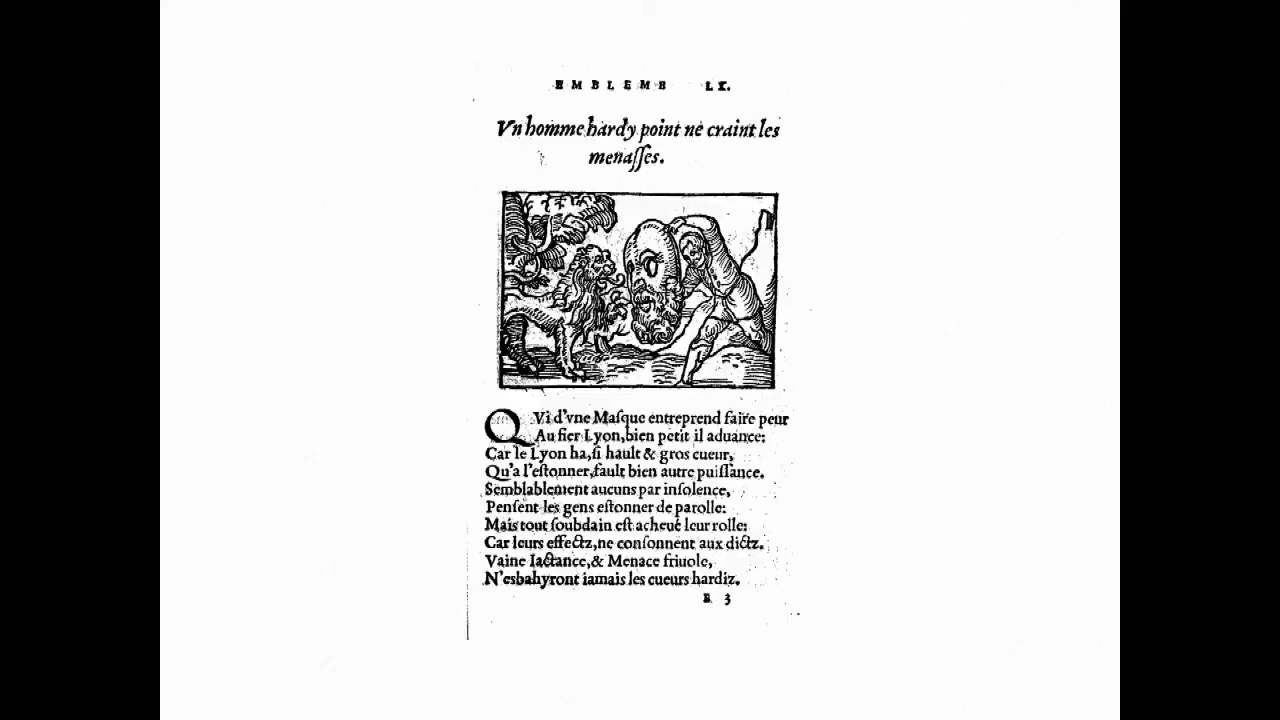 EMBLEME LX.
Vn homme hardy point ne craint les
menaſſes.
QVi d'vne Maſque entreprend faire peur
Au fier Lyon, bien petit il aduance:
Car le Lyon ha, ſi hault & gros cueur,
Qu'a l'eſtonner, fault bien autre puiſſance.
Semblablement aucuns par inſolence,
Penſent les gens eſtonner de parolle:
Mais tout ſoubdain eſt acheué leur rolle:
Car leurs effectz, ne conſonnent aux dictz.
Vaine Iactance, & Menace friuole,
N'esbahyront iamais les cueurs hardiz.
E 3